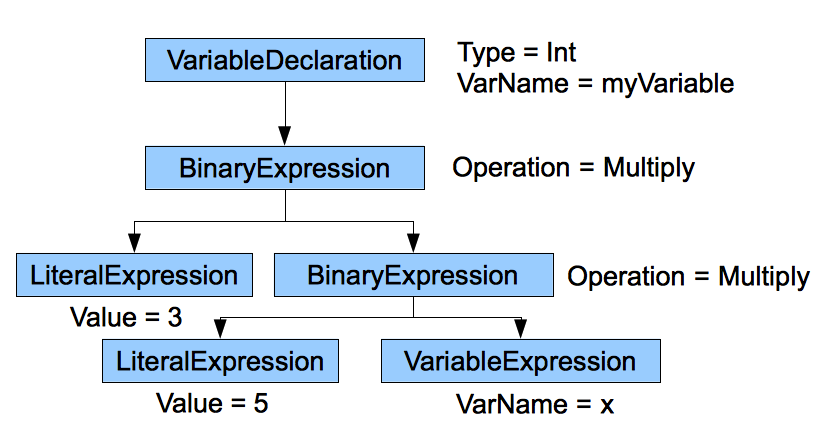 VariableDeclaration
Type = Int
VarName = myVariable
BinaryExpression
Operation = Multiply
LiteralExpression
BinaryExpression
Operation = Multiply
Value = 3
LiteralExpression
VariableExpression
Value = 5
VarName = x